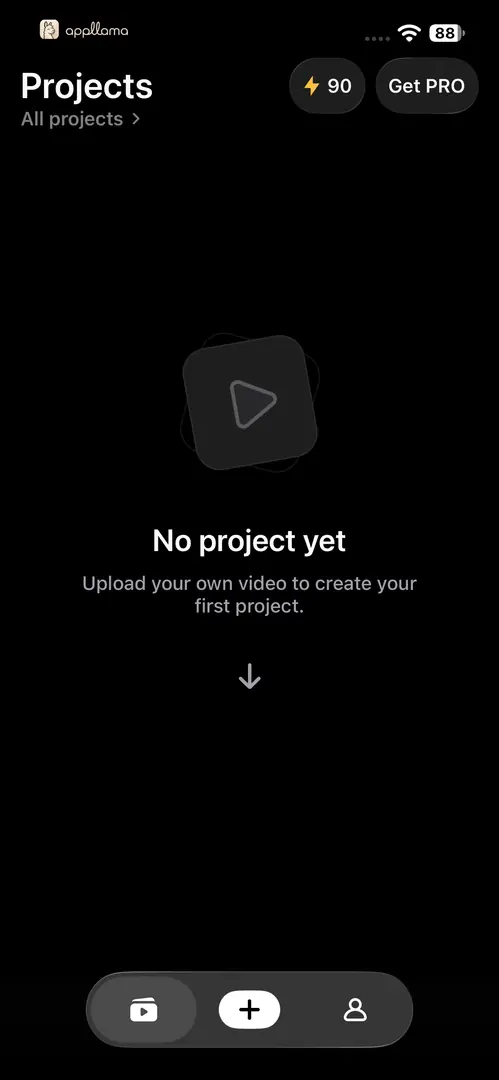 appllama
88
Projects
90
Get PRO
All projects
No project yet
Upload your own video to create your
first project.